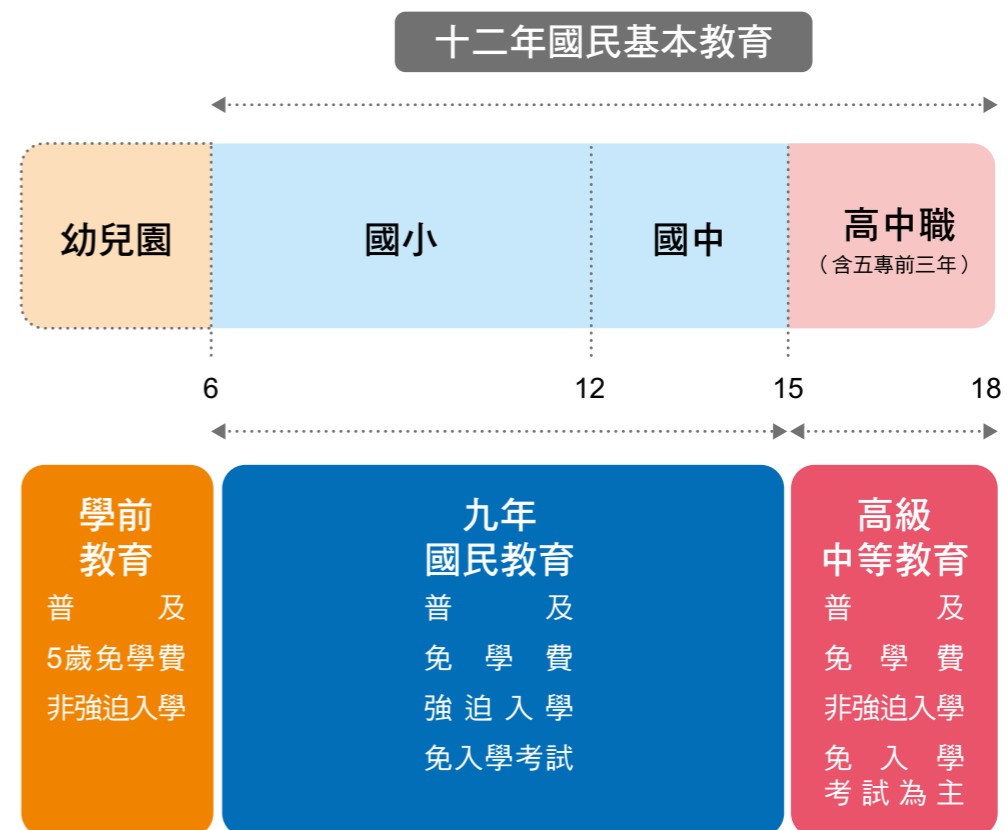 十二年國民基本教育
幼兒園
國小
國中
高中職
（含五專前三年）
6
12
15
18
學前
教育
普及
5歲免學費
非強迫入學
九年
國民教育
普及
免學費
強迫入學
免入學考試
高級
中等教育
普及
免學費
非強迫入學
免入學
考試為主